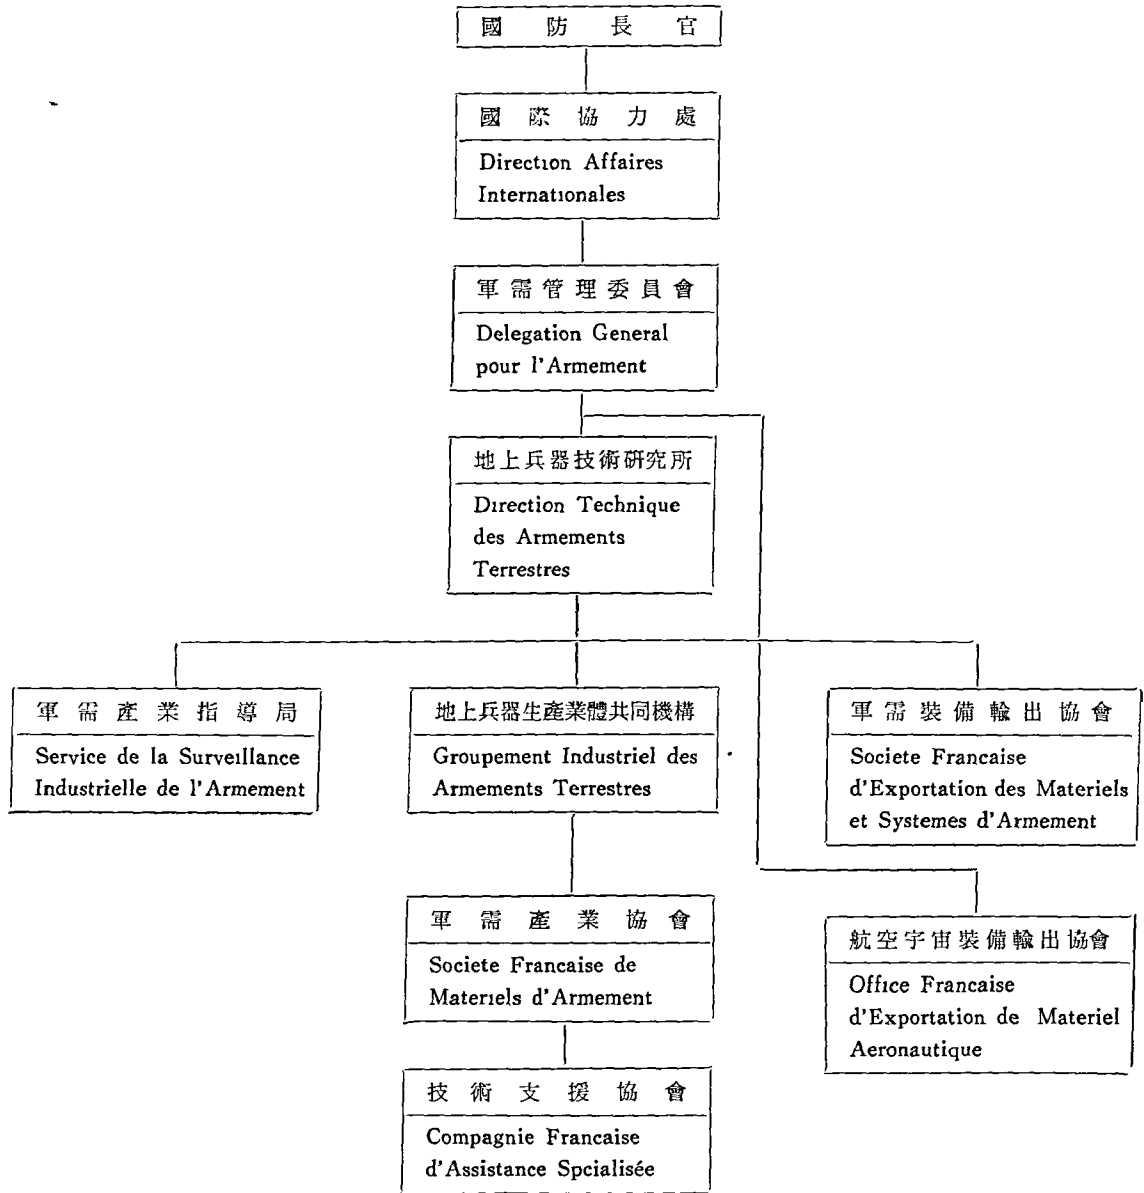 國防長官
國際協力處
Direction Affaires
Internationales
軍需管理委員會
Delegation General
pour l'Armement
地上兵器技術硏究所
Direction Technique
des Armements
Terrestres
軍需產業指導局
Service de la Surveillance
Industrielle de l'Armement
地上兵器生產業體共同機構
Groupement Industriel des
Armements Terrestres
軍需裝備輸出協會
Societe Francaise
d'Exportation des Materiels
et Systemes d'Armement
軍需產業協會
Societe Francaise de
Materiels d'Armement
航空宇宙裝備輸出協會
Office Francaise
d'Exportation de Materiel
Aeronautique
技術支援協會
Compagnie Francaise
d'Assistance Spcialisée